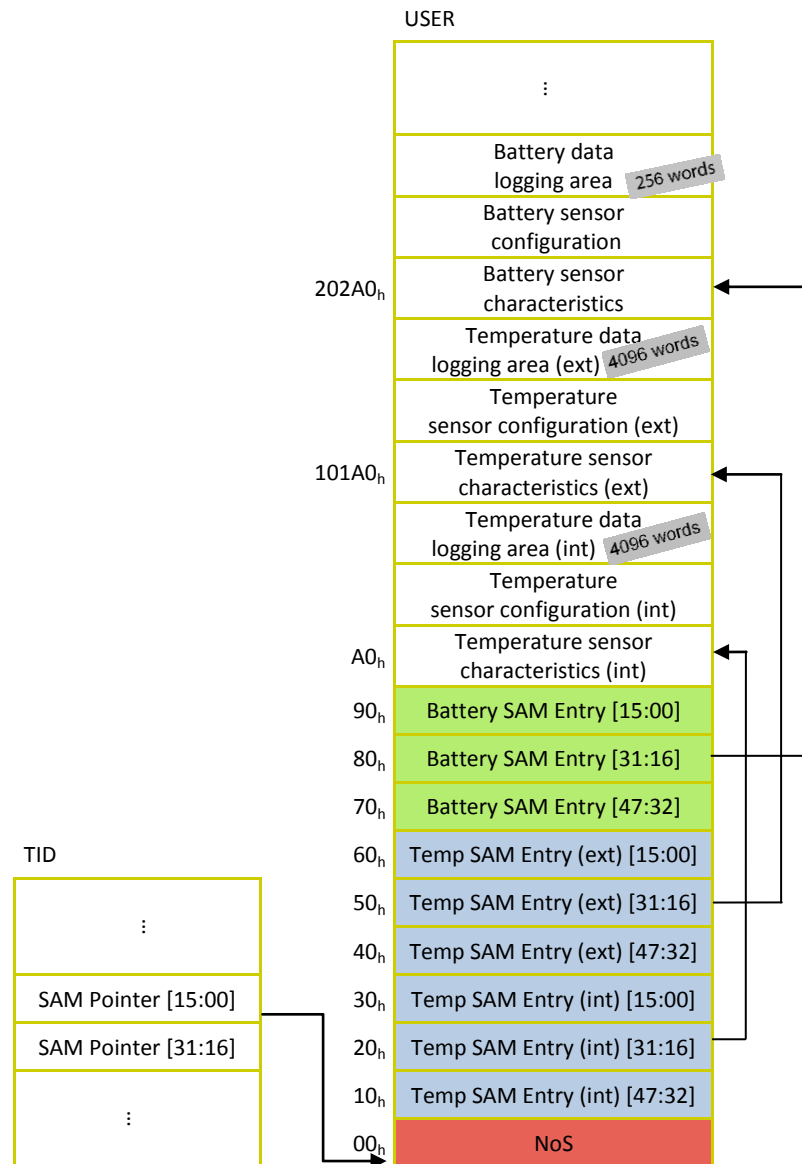 USER
⋮
Battery data
logging area 256 words
Battery sensor
configuration
202A0h
Battery sensor
characteristics
Temperature data
logging area (ext) 4096 words
Temperature
sensor configuration (ext)
101A0h
Temperature sensor
characteristics (ext)
Temperature data
logging area (int) 4096 words
Temperature
sensor configuration (int)
A0h
Temperature sensor
characteristics (int)
90h Battery SAM Entry [15:00]
80h Battery SAM Entry [31:16]
70h Battery SAM Entry [47:32]
60h Temp SAM Entry (ext) [15:00]
50h Temp SAM Entry (ext) [31:16]
40h Temp SAM Entry (ext) [47:32]
30h Temp SAM Entry (int) [15:00]
20h Temp SAM Entry (int) [31:16]
10h Temp SAM Entry (int) [47:32]
00h NoS
TID
⋮
SAM Pointer [15:00]
SAM Pointer [31:16]
⋮